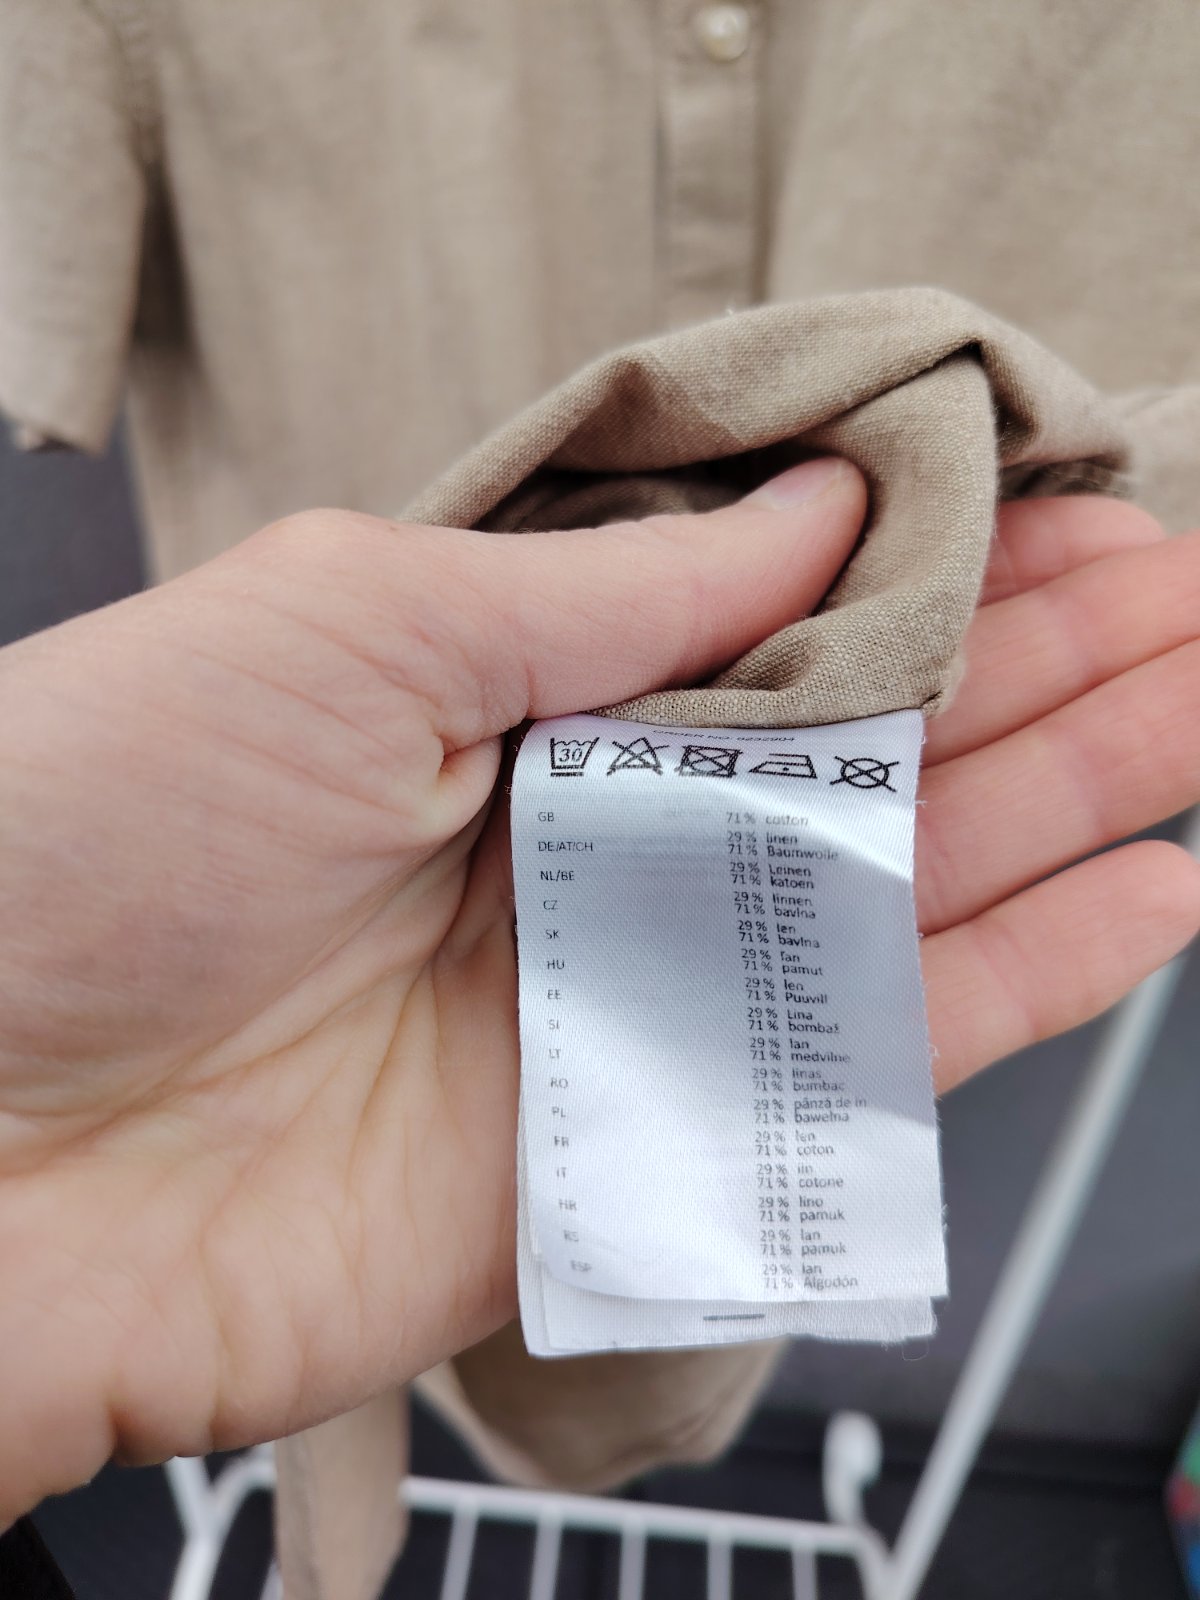 30
GB 71% cotton
29% linen
DE/AT/CH 71% Baumwolle
29% Leinen
NL/BE 71% katoen
29% linnen
CZ 71% bavlna
29% len
SK 71% bavlna
29% ľan
HU 71% pamut
29% len
EE 71% Puuvill
29% Lina
SI 71% bombaž
29% lan
LT 71% medvilnė
29% linas
RO 71% bumbac
29% pânză de in
PL 71% bawełna
29% len
FR 71% coton
29% lin
IT 71% cotone
29% lino
HR 71% pamuk
29% lan
RS 71% pamuk
29% lan
ESP 71% Algodón